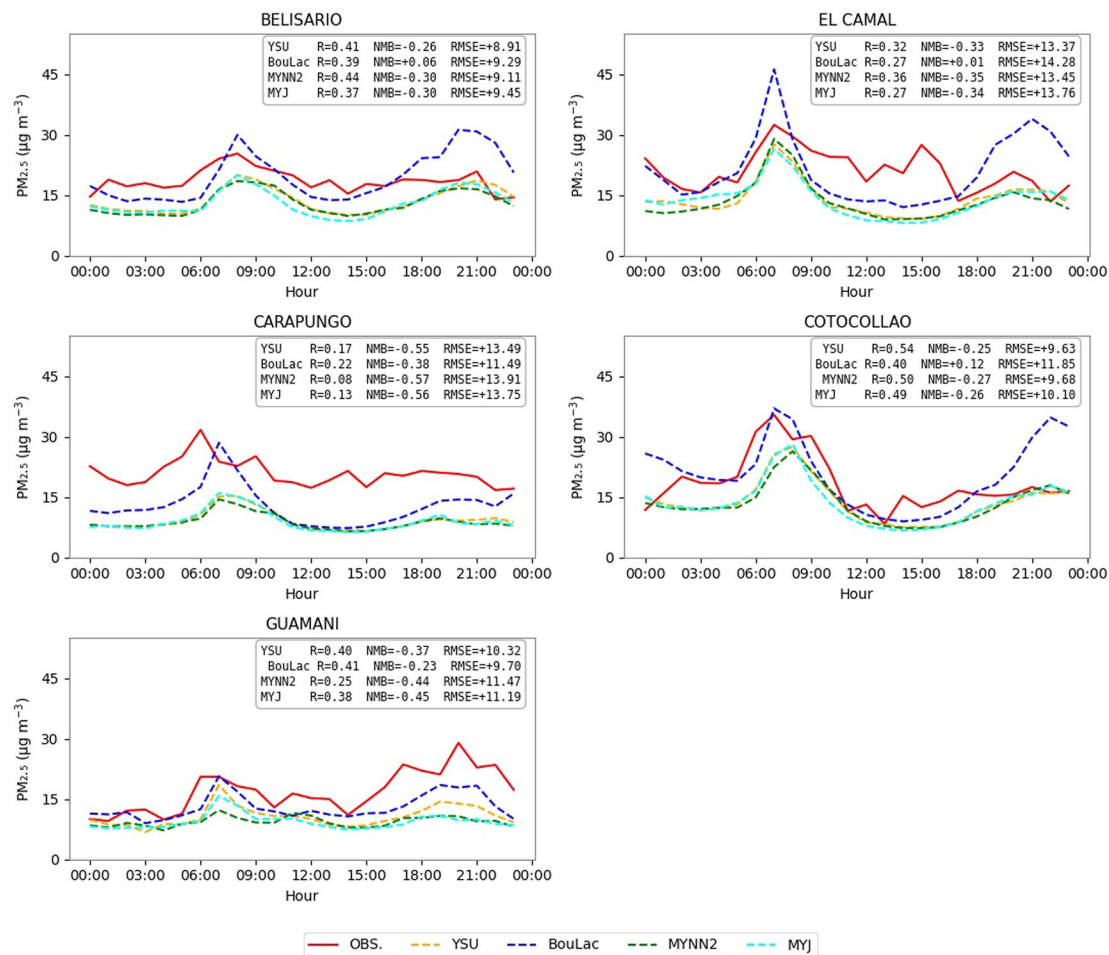 BELISARIO
YSU R=0.41 NMB=-0.26 RMSE=+8.91
BouLac R=0.39 NMB=+0.06 RMSE=+9.29
MYNN2 R=0.44 NMB=-0.30 RMSE=+9.11
MYJ R=0.37 NMB=-0.30 RMSE=+9.45
PM₂.₅ (µg m⁻³)
45
30
15
0
00:00 03:00 06:00 09:00 12:00 15:00 18:00 21:00 00:00
Hour
EL CAMAL
YSU R=0.32 NMB=-0.33 RMSE=+13.37
BouLac R=0.27 NMB=+0.01 RMSE=+14.28
MYNN2 R=0.36 NMB=-0.35 RMSE=+13.45
MYJ R=0.27 NMB=-0.34 RMSE=+13.76
PM₂.₅ (µg m⁻³)
45
30
15
0
00:00 03:00 06:00 09:00 12:00 15:00 18:00 21:00 00:00
Hour
CARAPUNGO
YSU R=0.17 NMB=-0.55 RMSE=+13.49
BouLac R=0.22 NMB=-0.38 RMSE=+11.49
MYNN2 R=0.08 NMB=-0.57 RMSE=+13.91
MYJ R=0.13 NMB=-0.56 RMSE=+13.75
PM₂.₅ (µg m⁻³)
45
30
15
0
00:00 03:00 06:00 09:00 12:00 15:00 18:00 21:00 00:00
Hour
COTOCOLLAO
YSU R=0.54 NMB=-0.25 RMSE=+9.63
BouLac R=0.40 NMB=+0.12 RMSE=+11.85
MYNN2 R=0.50 NMB=-0.27 RMSE=+9.68
MYJ R=0.49 NMB=-0.26 RMSE=+10.10
PM₂.₅ (µg m⁻³)
45
30
15
0
00:00 03:00 06:00 09:00 12:00 15:00 18:00 21:00 00:00
Hour
GUAMANI
YSU R=0.40 NMB=-0.37 RMSE=+10.32
BouLac R=0.41 NMB=-0.23 RMSE=+9.70
MYNN2 R=0.25 NMB=-0.44 RMSE=+11.47
MYJ R=0.38 NMB=-0.45 RMSE=+11.19
PM₂.₅ (µg m⁻³)
45
30
15
0
00:00 03:00 06:00 09:00 12:00 15:00 18:00 21:00 00:00
Hour
OBS. YSU BouLac MYNN2 MYJ